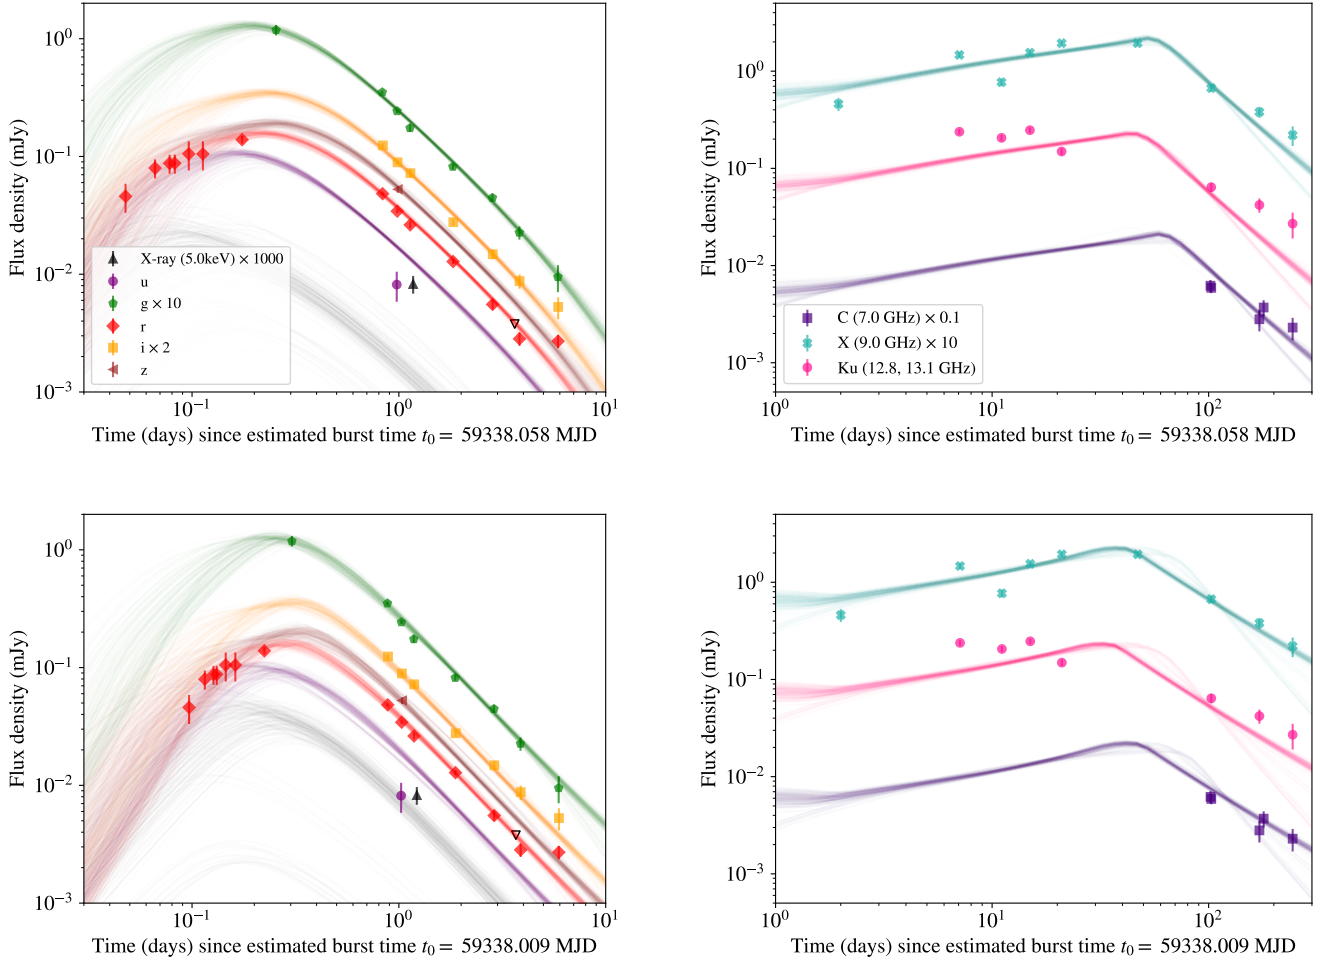 10⁰
10⁻¹
10⁻²
10⁻³
Flux density (mJy)
X-ray (5.0keV) × 1000
u
g × 10
r
i × 2
z
10⁻¹
10⁰
10¹
Time (days) since estimated burst time t₀ = 59338.058 MJD
10⁰
10⁻¹
10⁻²
10⁻³
Flux density (mJy)
C (7.0 GHz) × 0.1
X (9.0 GHz) × 10
Ku (12.8, 13.1 GHz)
10⁰
10¹
10²
Time (days) since estimated burst time t₀ = 59338.058 MJD
10⁰
10⁻¹
10⁻²
10⁻³
Flux density (mJy)
10⁻¹
10⁰
10¹
Time (days) since estimated burst time t₀ = 59338.009 MJD
10⁰
10⁻¹
10⁻²
10⁻³
Flux density (mJy)
10⁰
10¹
10²
Time (days) since estimated burst time t₀ = 59338.009 MJD